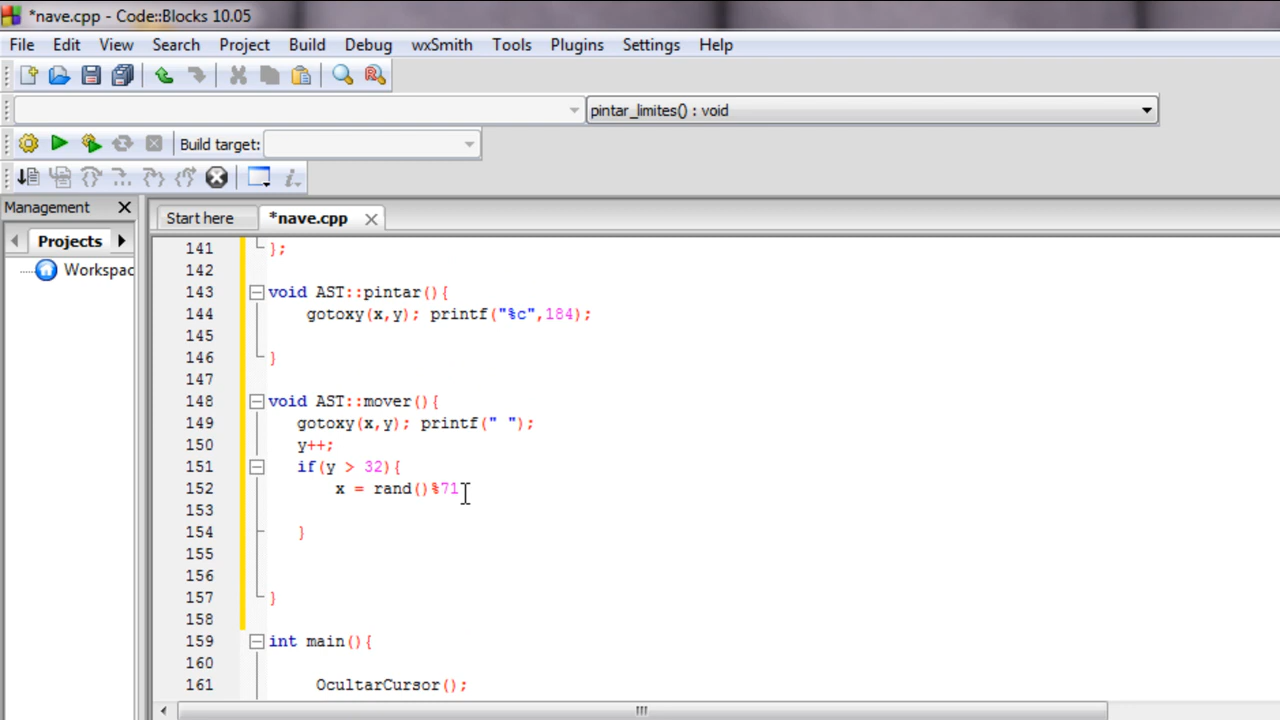 *nave.cpp - Code::Blocks 10.05
File Edit View Search Project Build Debug wxSmith Tools Plugins Settings Help
pintar_limites() : void
Build target:
Management
Start here *nave.cpp
Projects
Workspac
141 };
142
143 void AST::pintar(){
144 gotoxy(x,y); printf("%c",184);
145
146 }
147
148 void AST::mover(){
149 gotoxy(x,y); printf(" ");
150 y++;
151 if(y > 32){
152 x = rand()%71
153
154 }
155
156
157 }
158
159 int main(){
160
161 OcultarCursor();